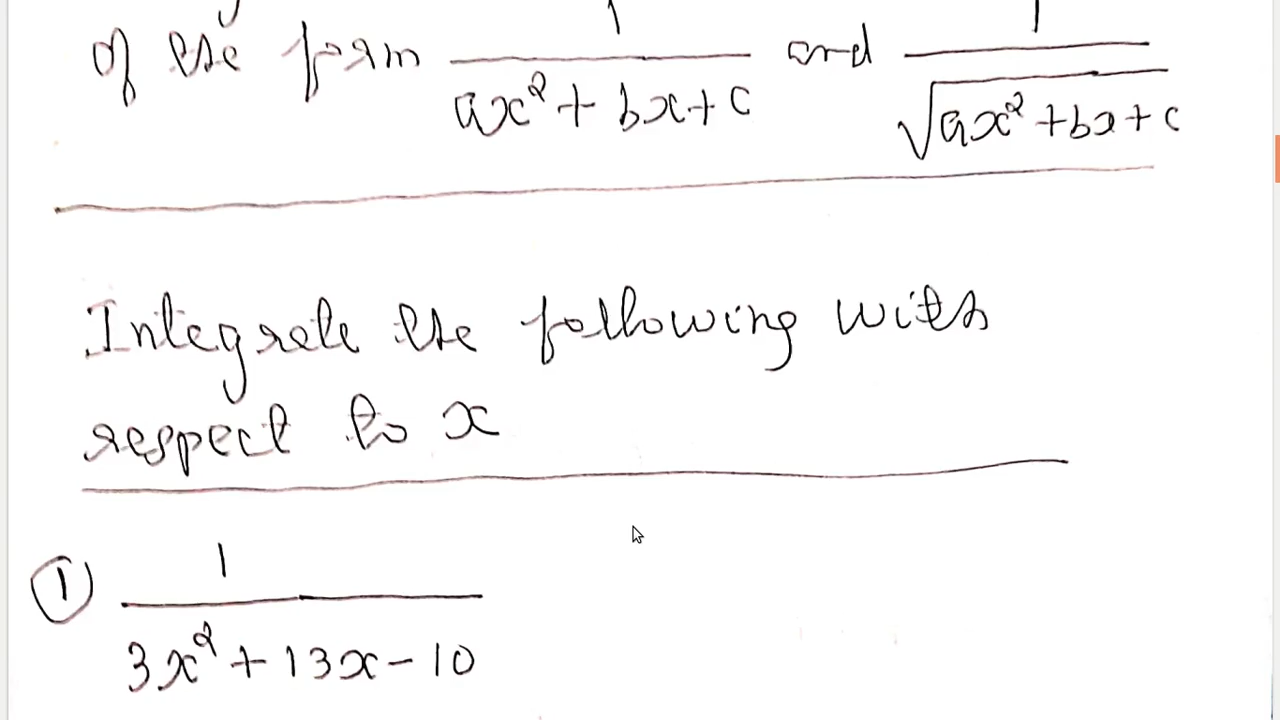 of the form 1/(ax² + bx + c) and 1/√(ax² + bx + c)
Integrate the following with
respect to x
① 1/(3x² + 13x - 10)